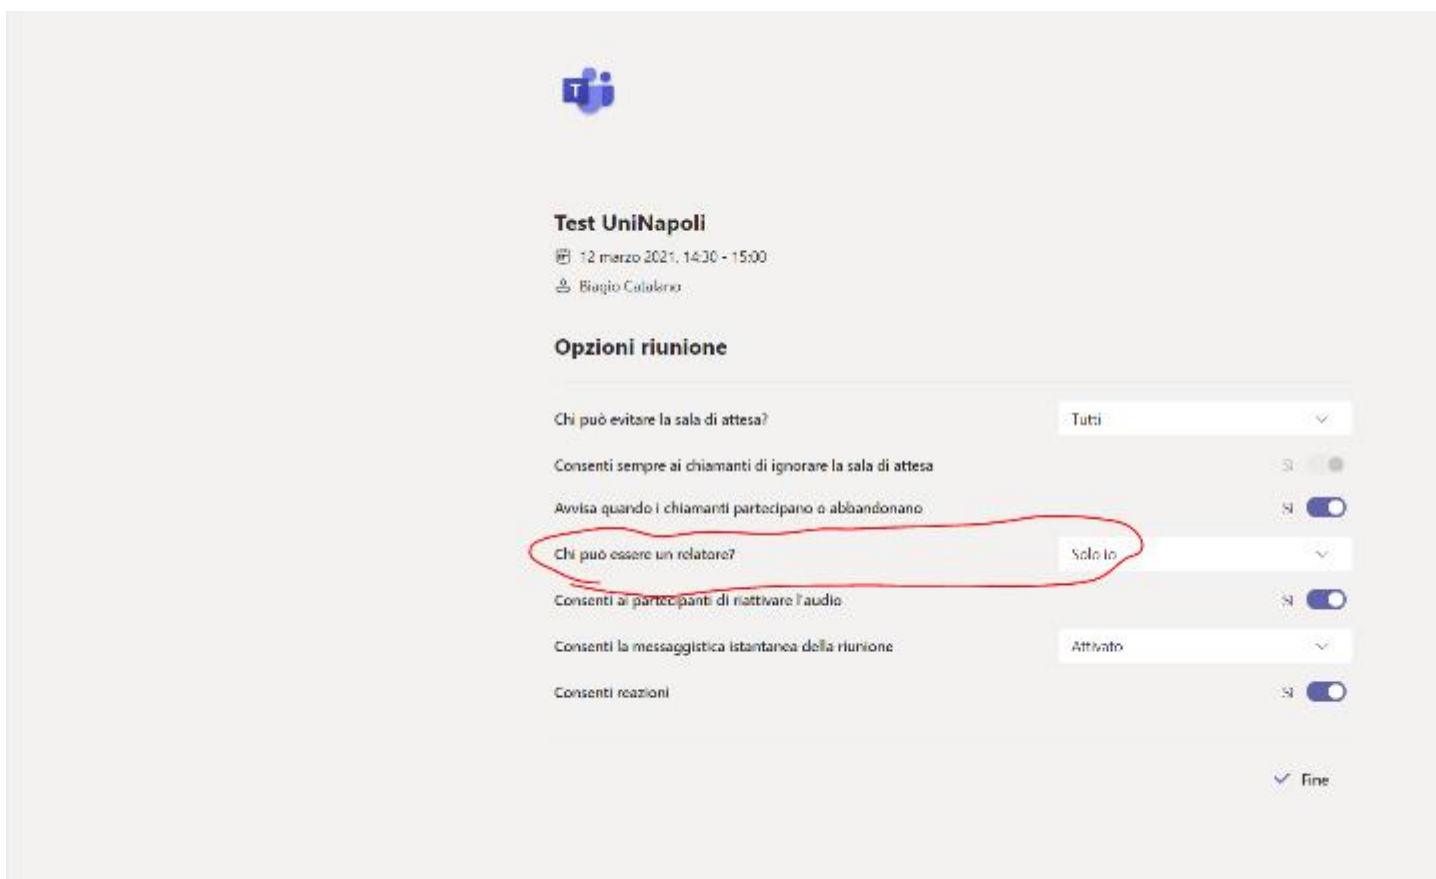 T
Test UniNapoli
12 marzo 2021, 14:30 - 15:00
Biagio Catalano
Opzioni riunione
Chi può evitare la sala di attesa? Tutti
Consenti sempre ai chiamanti di ignorare la sala di attesa Sì
Avvisa quando i chiamanti partecipano o abbandonano Sì
Chi può essere un relatore? Solo io
Consenti ai partecipanti di riattivare l'audio Sì
Consenti la messaggistica istantanea della riunione Attivato
Consenti reazioni Sì
Fine